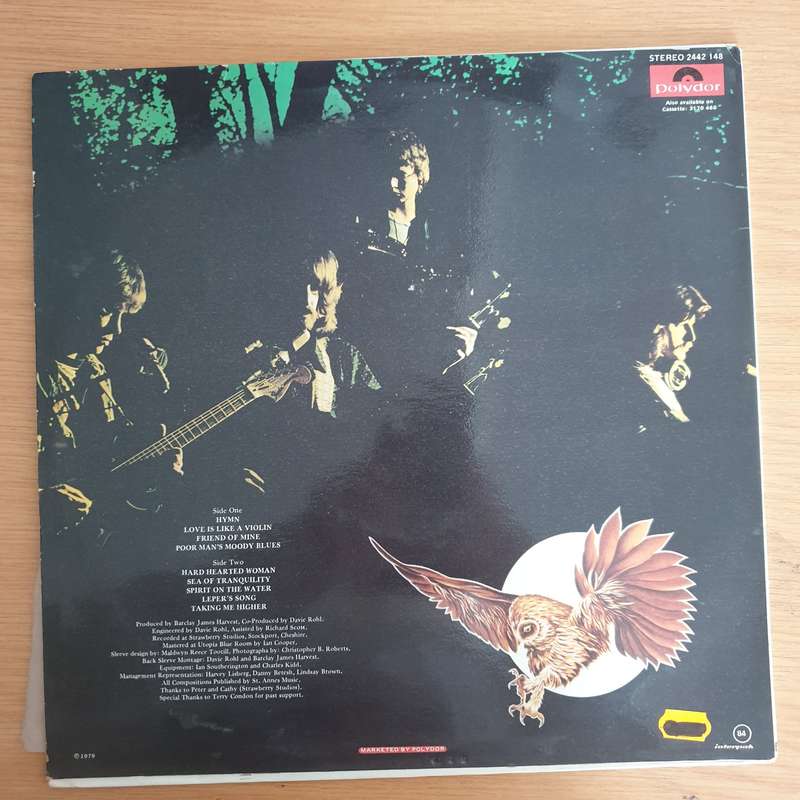 STEREO 2442 148
Polydor
Also available on
Cassette: 3170 460
Side One
HYMN
LOVE IS LIKE A VIOLIN
FRIEND OF MINE
POOR MAN'S MOODY BLUES
Side Two
HARD HEARTED WOMAN
SEA OF TRANQUILITY
SPIRIT ON THE WATER
LEPER'S SONG
TAKING ME HIGHER
Produced by Barclay James Harvest, Co-Produced by Davie Rohl.
Engineered by Davie Rohl, Assisted by Richard Scott.
Recorded at Strawberry Studios, Stockport, Cheshire.
Mastered at Utopia Blue Room by Ian Cooper.
Sleeve design by: Maldwyn Reece Tootill, Photographs by: Christopher B. Roberts.
Back Sleeve Montage: Davie Rohl and Barclay James Harvest.
Equipment: Ian Southerington and Charles Kidd.
Management Representation: Harvey Lisberg, Danny Betesh, Lindsay Brown.
All Compositions Published by St. Annes Music.
Thanks to Peter and Cathy (Strawberry Studios).
Special Thanks to Terry Condon for past support.
℗ 1979
MARKETED BY POLYDOR
84
interpak